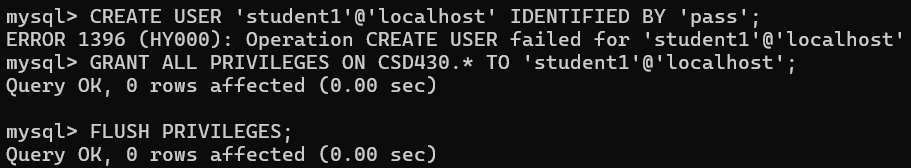 mysql> CREATE USER 'student1'@'localhost' IDENTIFIED BY 'pass';
ERROR 1396 (HY000): Operation CREATE USER failed for 'student1'@'localhost'
mysql> GRANT ALL PRIVILEGES ON CSD430.* TO 'student1'@'localhost';
Query OK, 0 rows affected (0.00 sec)
mysql> FLUSH PRIVILEGES;
Query OK, 0 rows affected (0.00 sec)